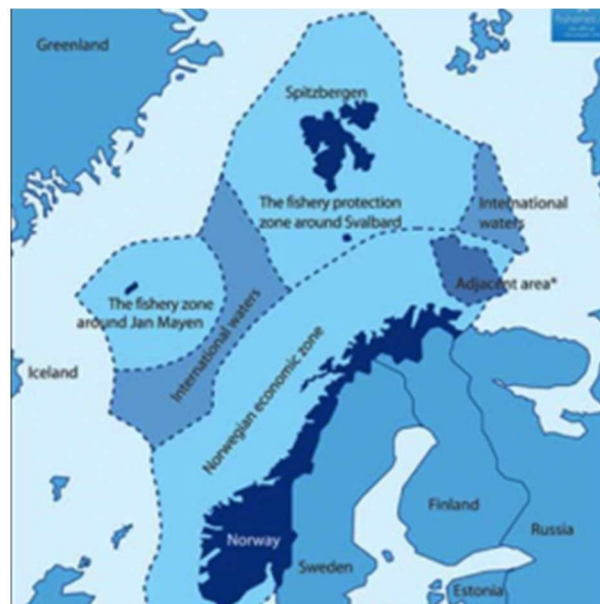 Greenland
Spitzbergen
The fishery protection
zone around Svalbard
International
waters
Adjacent area*
The fishery zone
around Jan Mayen
International waters
Iceland
Norwegian economic zone
Norway
Sweden
Finland
Russia
Estonia